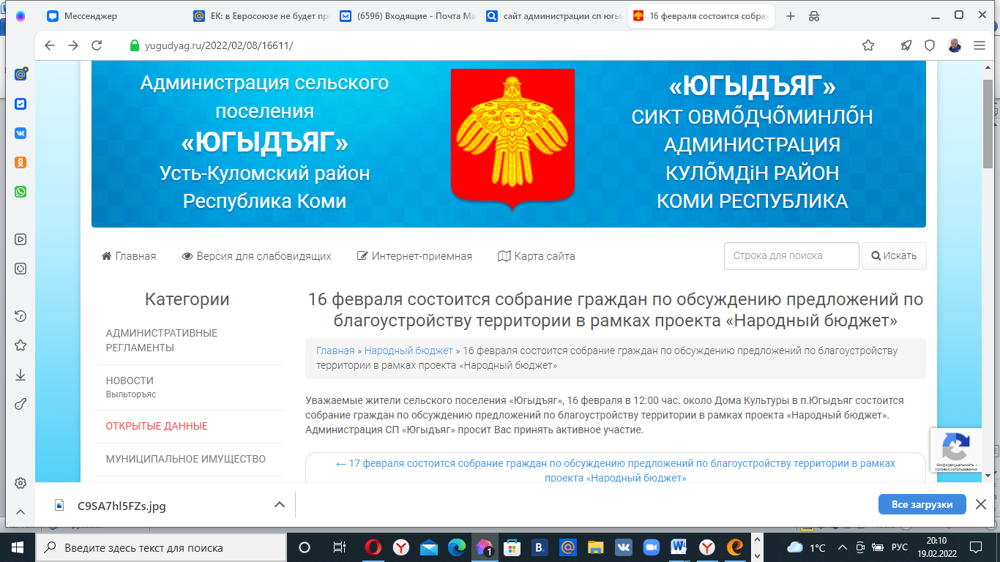 Мессенджер
ЕК: в Евросоюзе не будет пр
(6596) Входящие - Почта Ма
сайт администрации сп югы
16 февраля состоится собран
yugudyag.ru/2022/02/08/16611/
Администрация сельского
поселения
«ЮГЫДЪЯГ»
Усть-Куломский район
Республика Коми
«ЮГЫДЪЯГ»
СИКТ ОВМӦДЧӦМИНЛӦН
АДМИНИСТРАЦИЯ
КУЛӦМДiН РАЙОН
КОМИ РЕСПУБЛИКА
Главная
Версия для слабовидящих
Интернет-приемная
Карта сайта
Строка для поиска
Искать
Категории
АДМИНИСТРАТИВНЫЕ
РЕГЛАМЕНТЫ
НОВОСТИ
Выльторъяс
ОТКРЫТЫЕ ДАННЫЕ
МУНИЦИПАЛЬНОЕ ИМУЩЕСТВО
16 февраля состоится собрание граждан по обсуждению предложений по
благоустройству территории в рамках проекта «Народный бюджет»
Главная » Народный бюджет » 16 февраля состоится собрание граждан по обсуждению предложений по благоустройству
территории в рамках проекта «Народный бюджет»
Уважаемые жители сельского поселения «Югыдъяг», 16 февраля в 12:00 час. около Дома Культуры в п.Югыдъяг состоится
собрание граждан по обсуждению предложений по благоустройству территории в рамках проекта «Народный бюджет».
Администрация СП «Югыдъяг» просит Вас принять активное участие.
← 17 февраля состоится собрание граждан по обсуждению предложений по благоустройству территории в рамках
проекта «Народный бюджет»
Конфиденциальность -
Условия использования
C9SA7hl5FZs.jpg
Все загрузки
Введите здесь текст для поиска
1
B.
1°C
РУС
20:10
19.02.2022